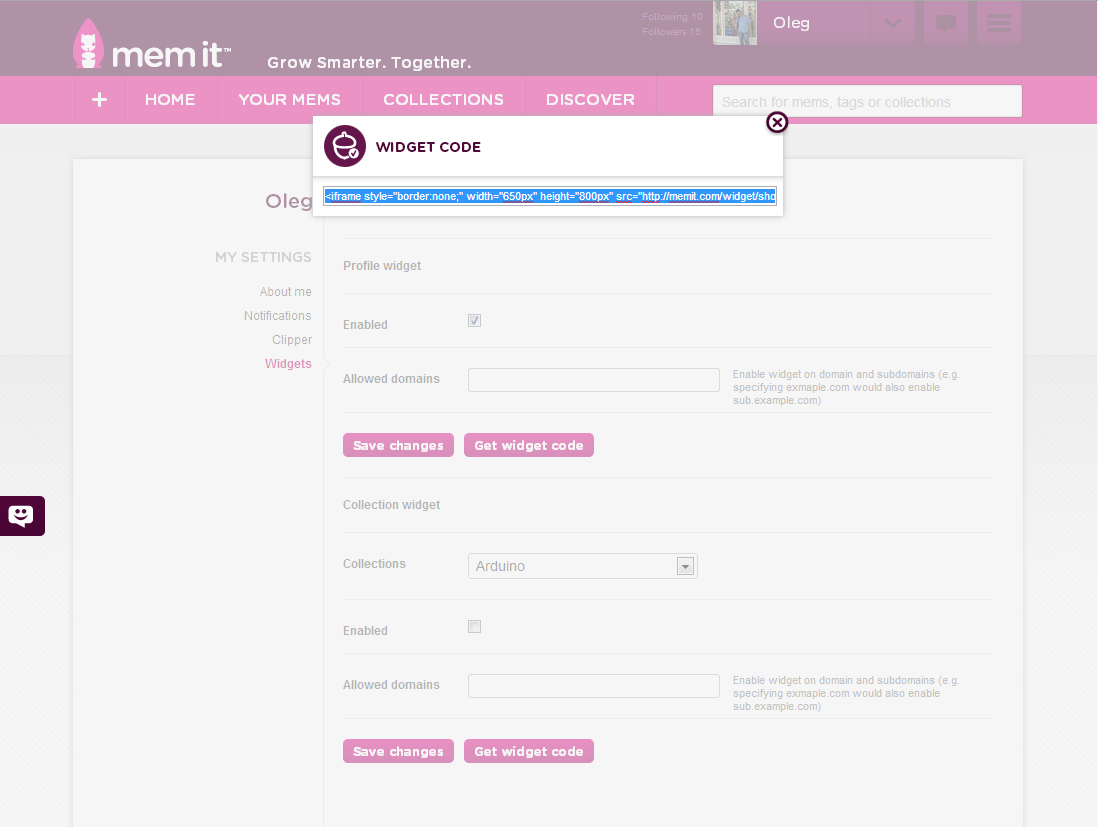 Following 10
Followers 15
Oleg
mem it™
Grow Smarter. Together.
+ HOME YOUR MEMS COLLECTIONS DISCOVER
Search for mems, tags or collections
WIDGET CODE
<iframe style="border:none;" width="650px" height="800px" src="http://memit.com/widget/sho
Oleg
MY SETTINGS
About me
Notifications
Clipper
Widgets
Profile widget
Enabled
Allowed domains
Enable widget on domain and subdomains (e.g.
specifying exmaple.com would also enable
sub.example.com)
Save changes Get widget code
Collection widget
Collections Arduino
Enabled
Allowed domains
Enable widget on domain and subdomains (e.g.
specifying exmaple.com would also enable
sub.example.com)
Save changes Get widget code